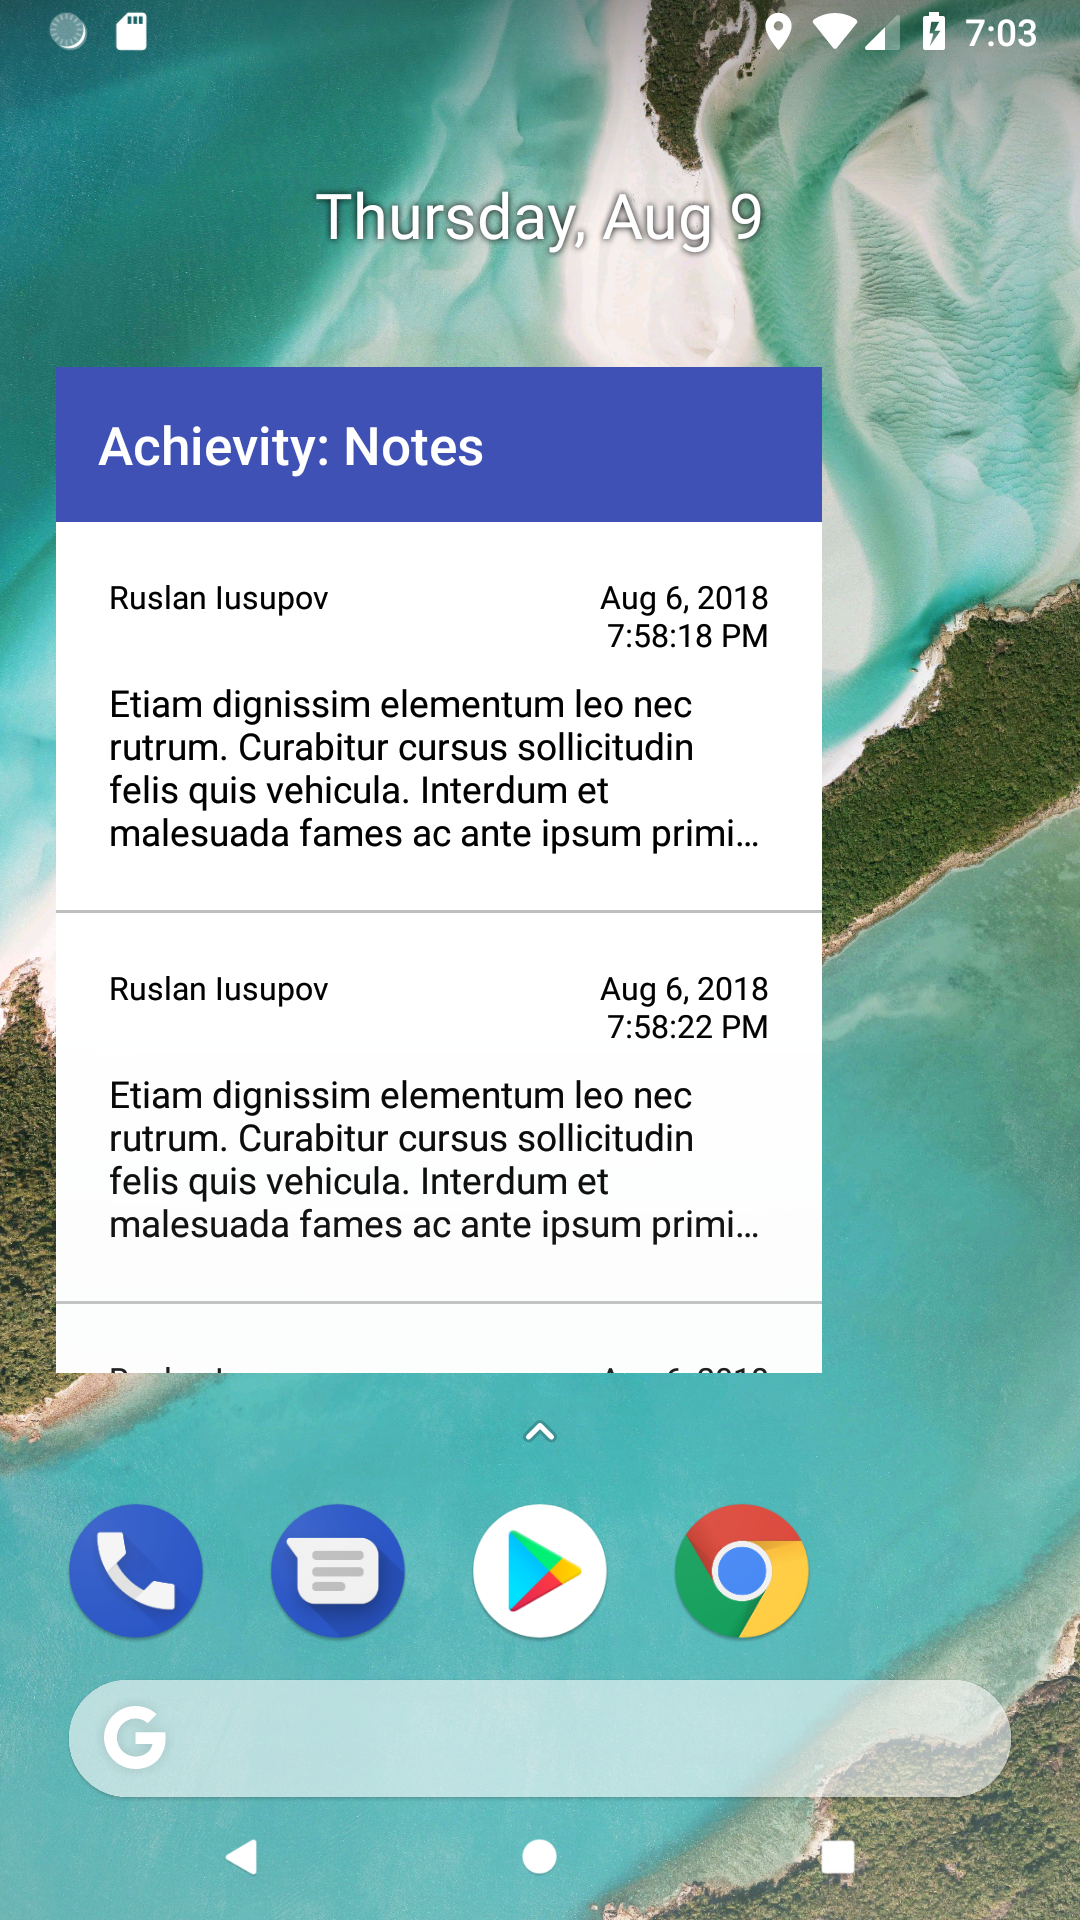 7:03
Thursday, Aug 9
Achievity: Notes
Ruslan Iusupov
Aug 6, 2018
7:58:18 PM
Etiam dignissim elementum leo nec
rutrum. Curabitur cursus sollicitudin
felis quis vehicula. Interdum et
malesuada fames ac ante ipsum primi...
Ruslan Iusupov
Aug 6, 2018
7:58:22 PM
Etiam dignissim elementum leo nec
rutrum. Curabitur cursus sollicitudin
felis quis vehicula. Interdum et
malesuada fames ac ante ipsum primi...
G